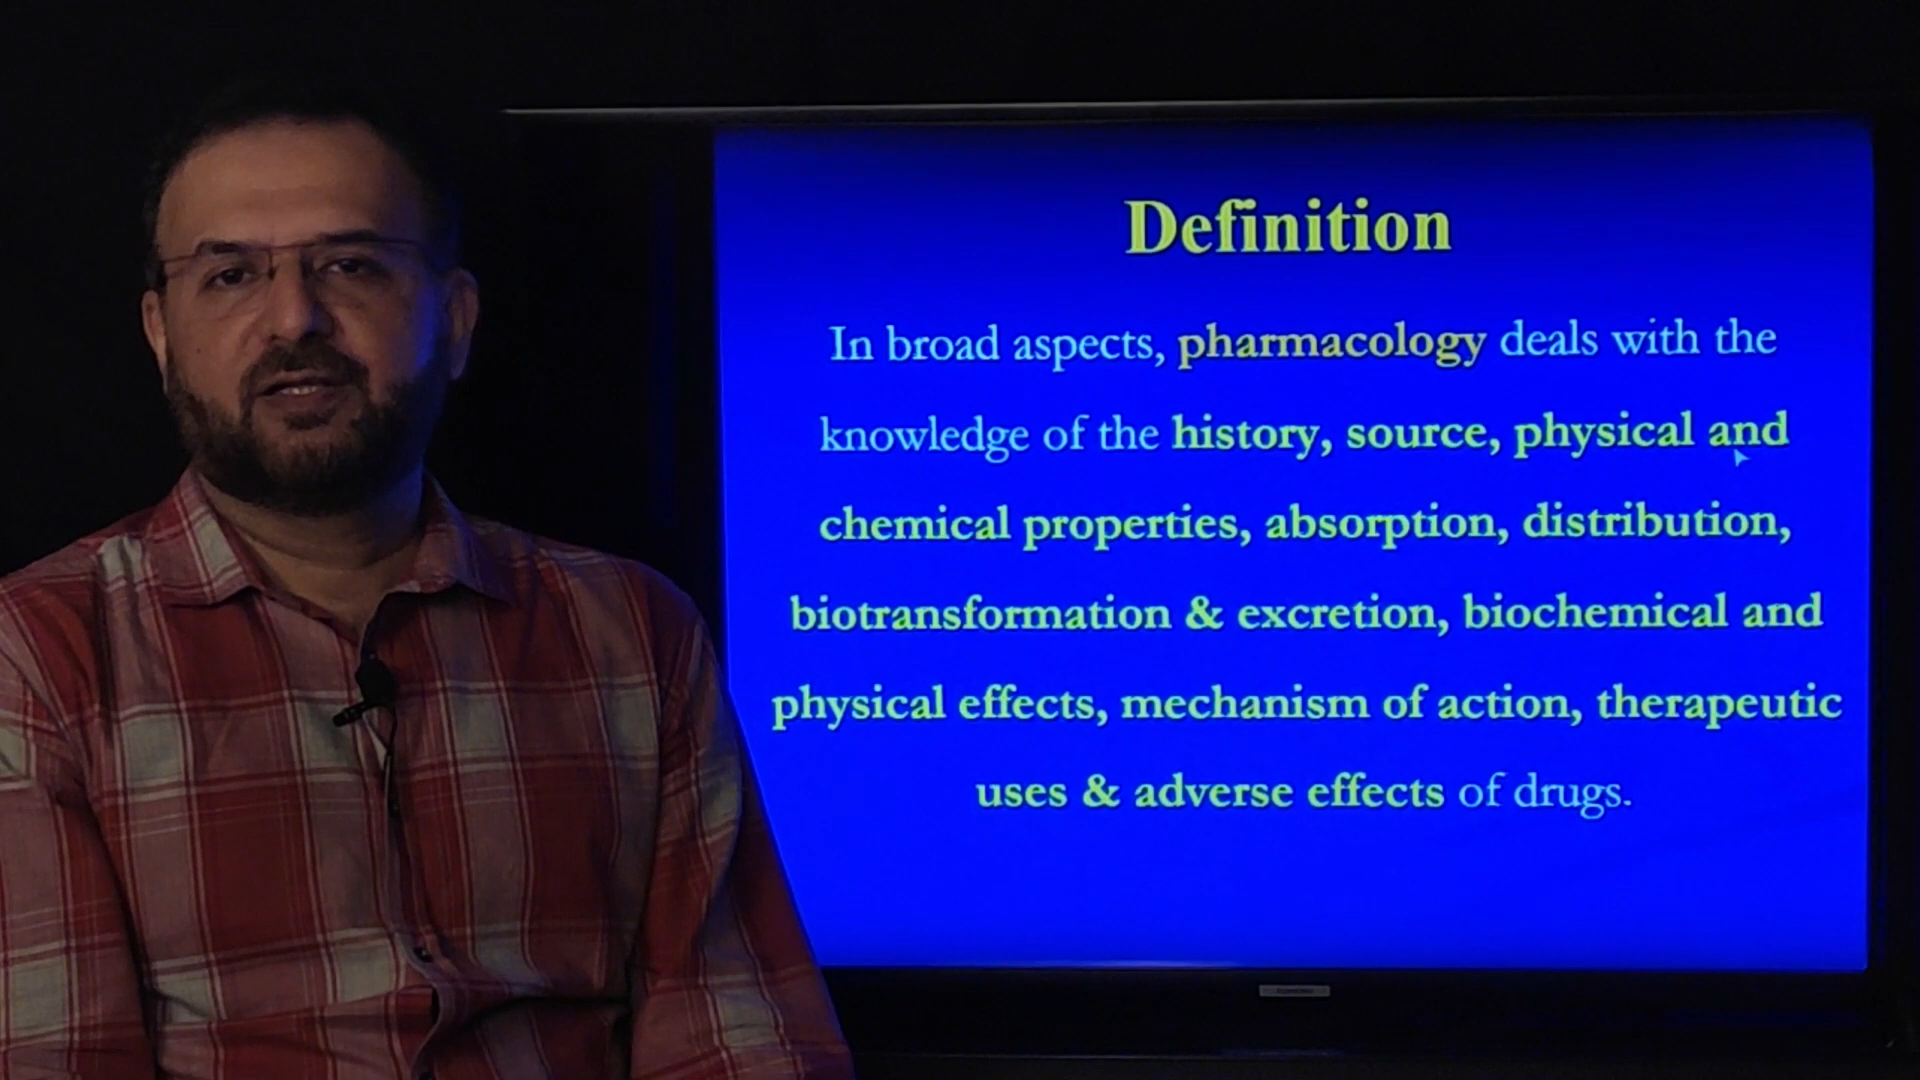 Definition
In broad aspects, pharmacology deals with the
knowledge of the history, source, physical and
chemical properties, absorption, distribution,
biotransformation & excretion, biochemical and
physical effects, mechanism of action, therapeutic
uses & adverse effects of drugs.